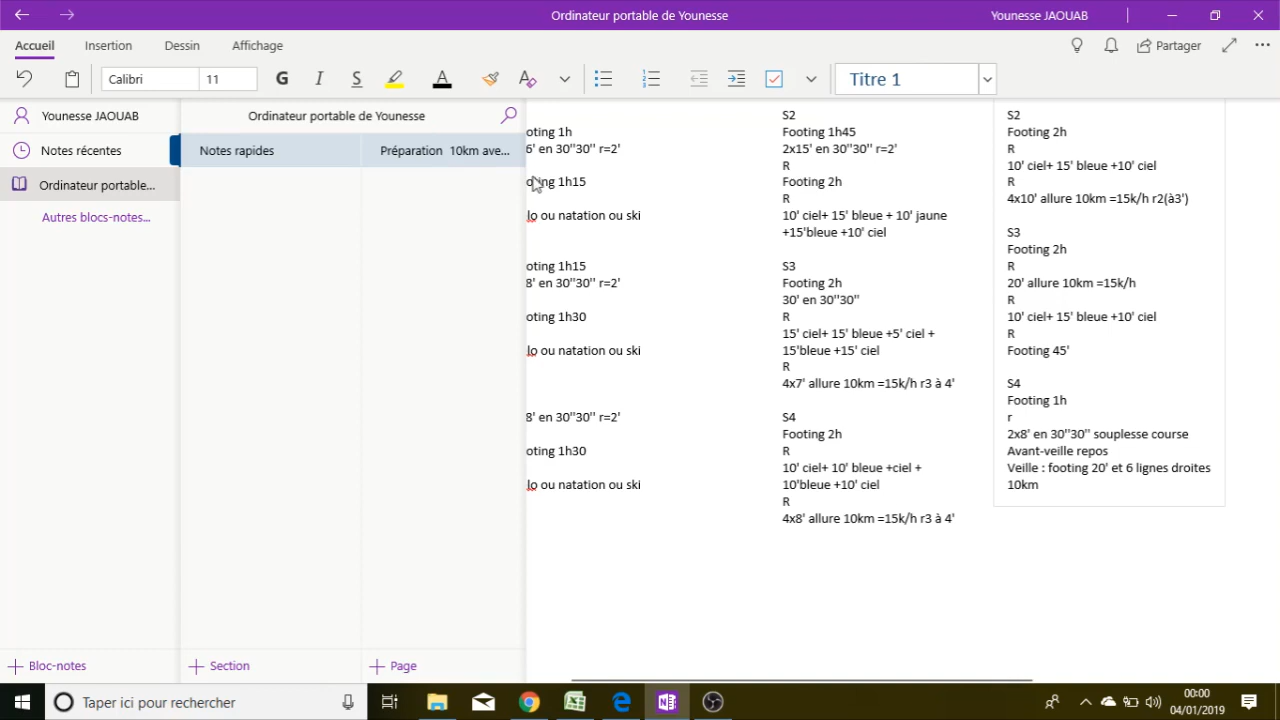 Ordinateur portable de Younesse
Younesse JAOUAB
Accueil
Insertion
Dessin
Affichage
Partager
Calibri
11
G
I
S
A
A
Titre 1
Younesse JAOUAB
Notes récentes
Ordinateur portable...
Autres blocs-notes...
Ordinateur portable de Younesse
Notes rapides
Préparation 10km ave...
ooting 1h
6' en 30''30'' r=2'
oting 1h15
lo ou natation ou ski
oting 1h15
8' en 30''30'' r=2'
oting 1h30
lo ou natation ou ski
8' en 30''30'' r=2'
oting 1h30
lo ou natation ou ski
S2
Footing 1h45
2x15' en 30''30'' r=2'
R
Footing 2h
R
10' ciel+ 15' bleue + 10' jaune
+15'bleue +10' ciel
S3
Footing 2h
30' en 30''30''
R
15' ciel+ 15' bleue +5' ciel +
15'bleue +15' ciel
R
4x7' allure 10km =15k/h r3 à 4'
S4
Footing 2h
R
10' ciel+ 10' bleue +ciel +
10'bleue +10' ciel
R
4x8' allure 10km =15k/h r3 à 4'
S2
Footing 2h
R
10' ciel+ 15' bleue +10' ciel
R
4x10' allure 10km =15k/h r2(à3')
S3
Footing 2h
R
20' allure 10km =15k/h
R
10' ciel+ 15' bleue +10' ciel
R
Footing 45'
S4
Footing 1h
r
2x8' en 30''30'' souplesse course
Avant-veille repos
Veille : footing 20' et 6 lignes droites
10km
Bloc-notes
Section
Page
Taper ici pour rechercher
00:00
04/01/2019